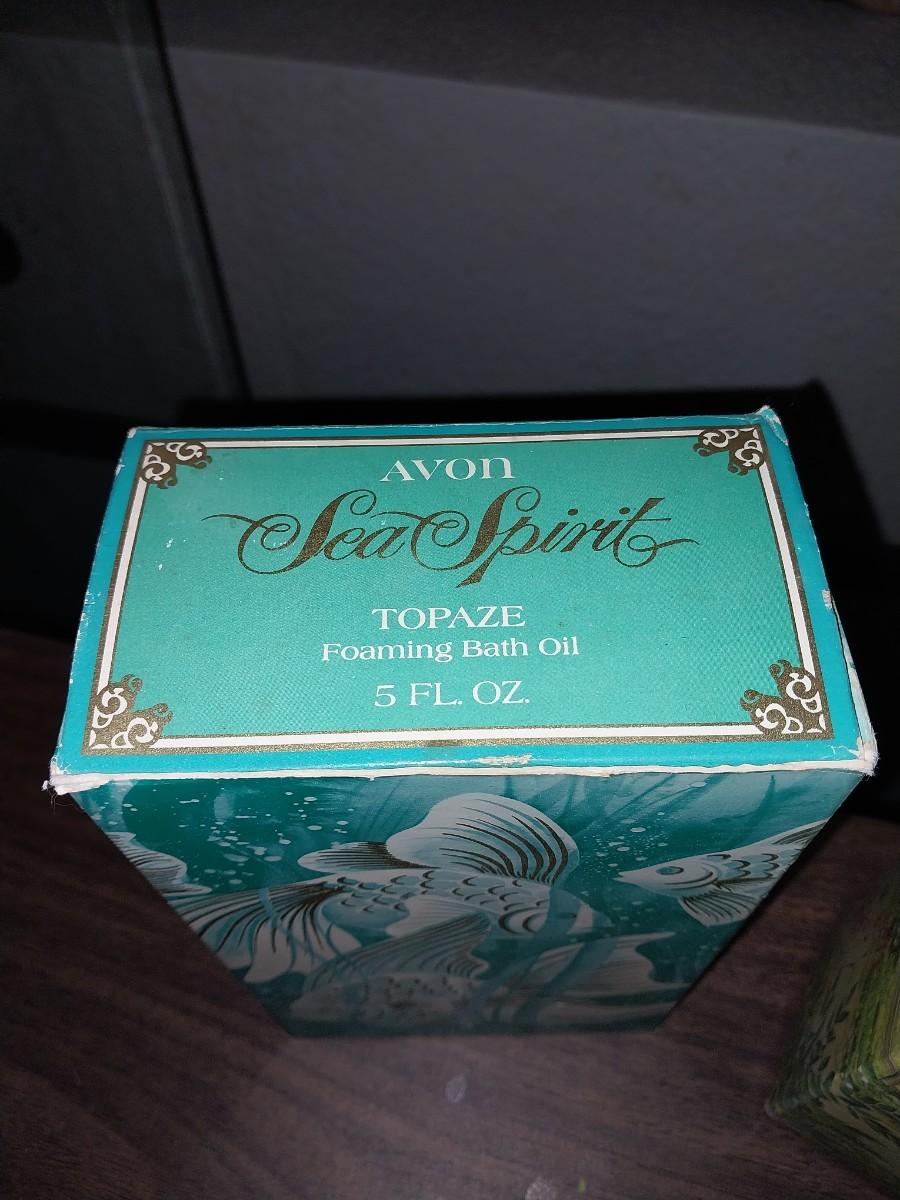 AVON
Sea Spirit
TOPAZE
Foaming Bath Oil
5 FL. OZ.